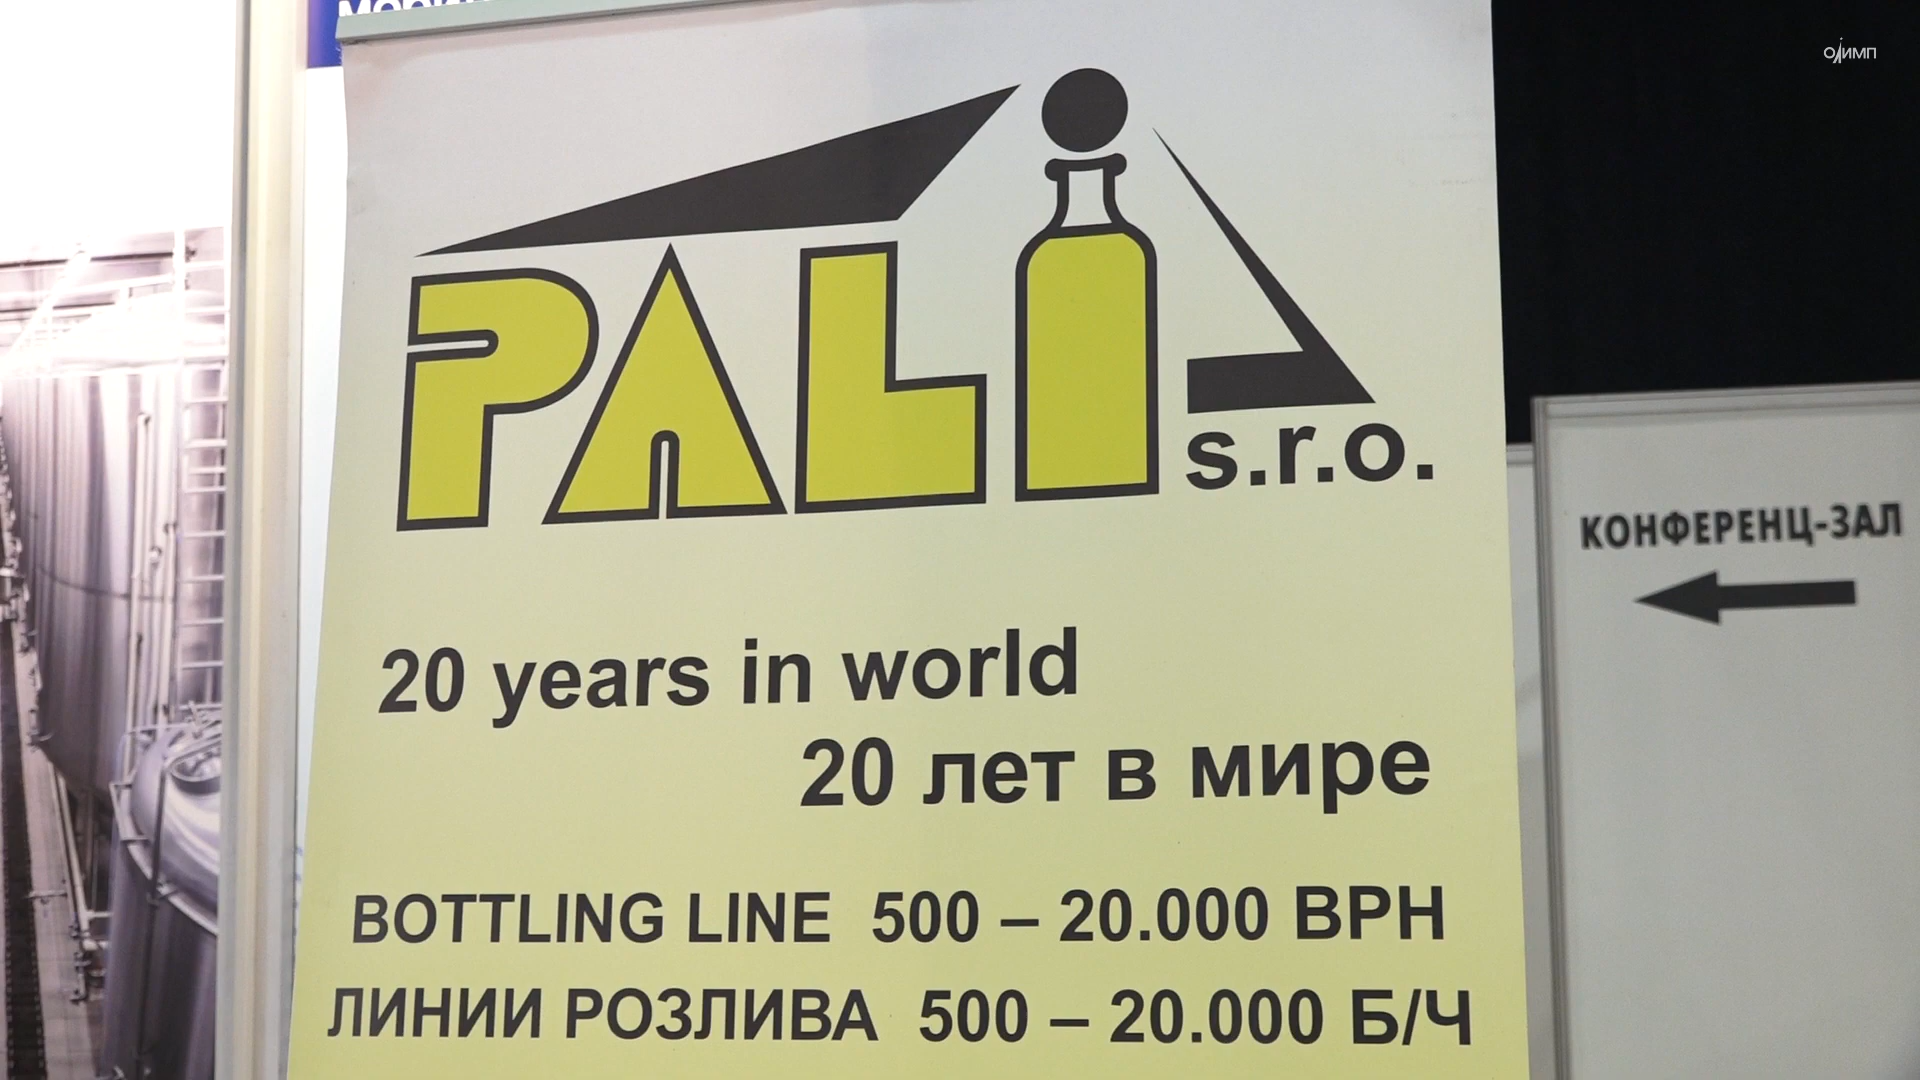 ОЛИМП
PALI s.r.o.
КОНФЕРЕНЦ-ЗАЛ
20 years in world
20 лет в мире
BOTTLING LINE 500 – 20.000 BPH
ЛИНИИ РОЗЛИВА 500 – 20.000 Б/Ч